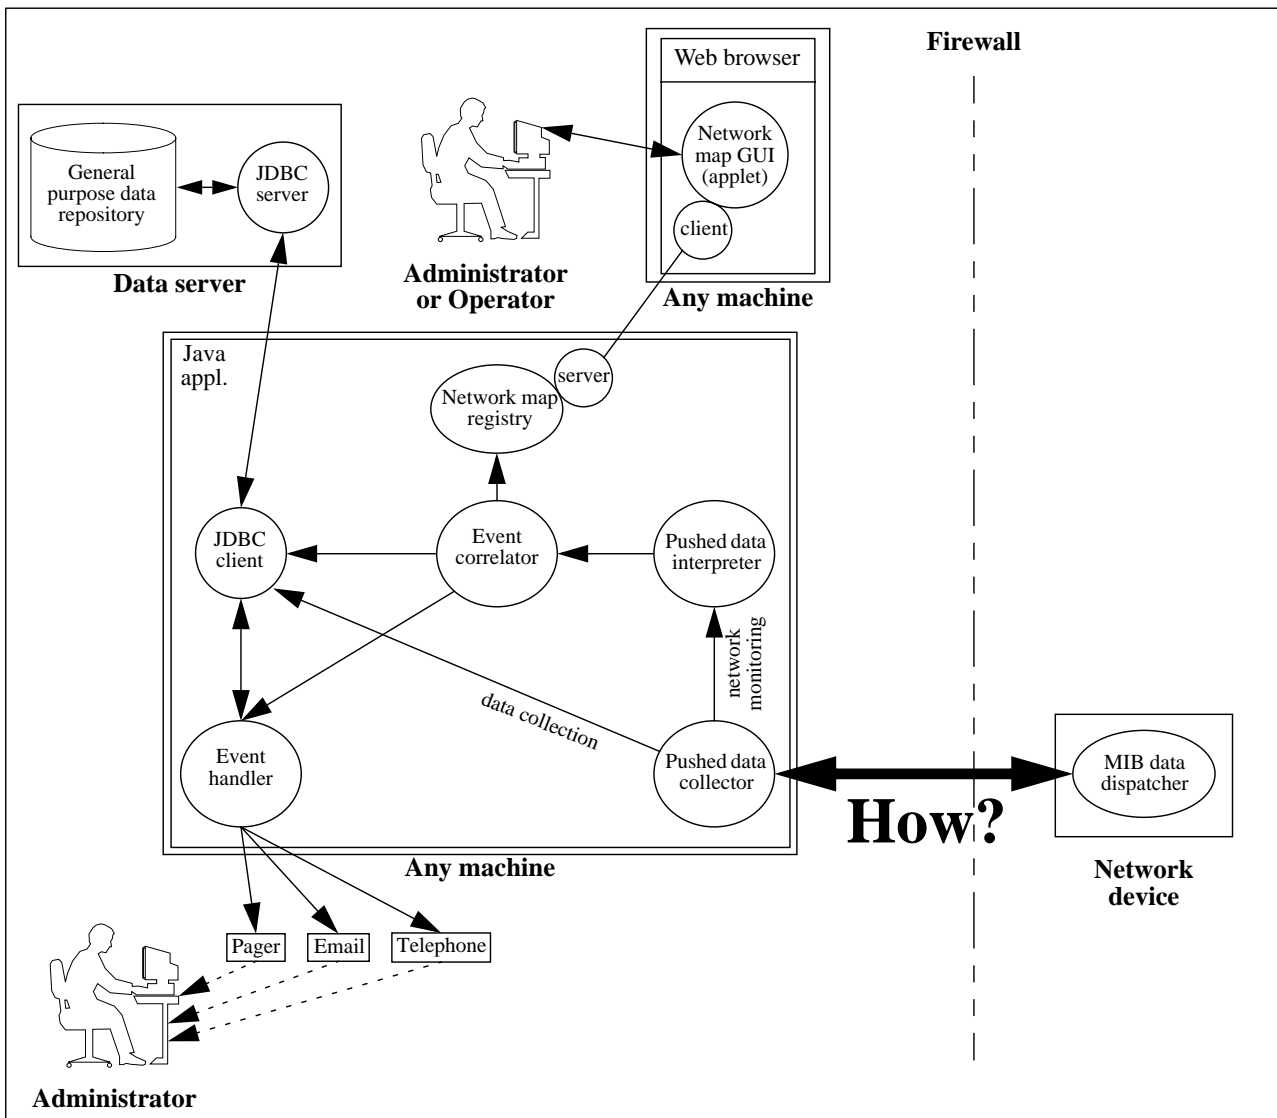 Firewall
Web browser
Network
map GUI
(applet)
client
Any machine
General
purpose data
repository
JDBC
server
Data server
Administrator
or Operator
Java
appl.
server
Network map
registry
JDBC
client
Event
correlator
Pushed data
interpreter
network
monitoring
data collection
Event
handler
Pushed data
collector
How?
MIB data
dispatcher
Network
device
Any machine
Pager
Email
Telephone
Administrator